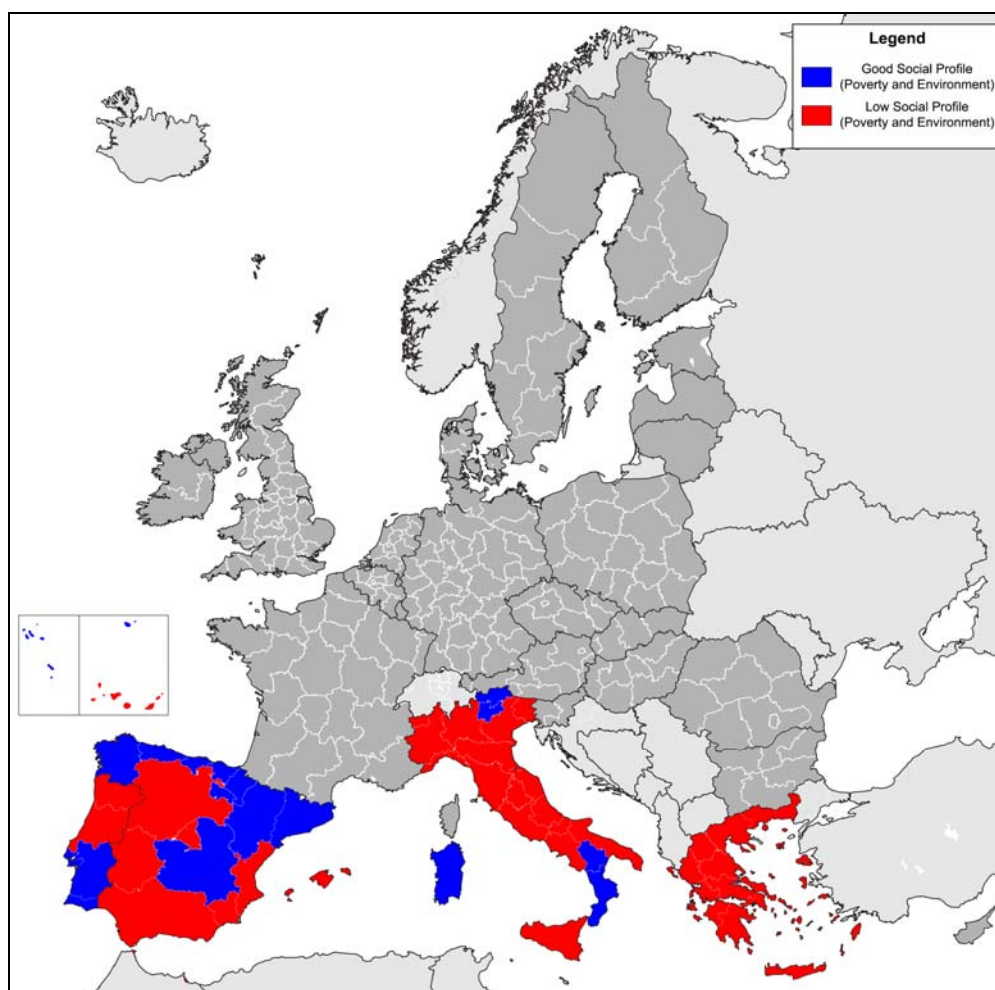 Legend
Good Social Profile
(Poverty and Environment)
Low Social Profile
(Poverty and Environment)